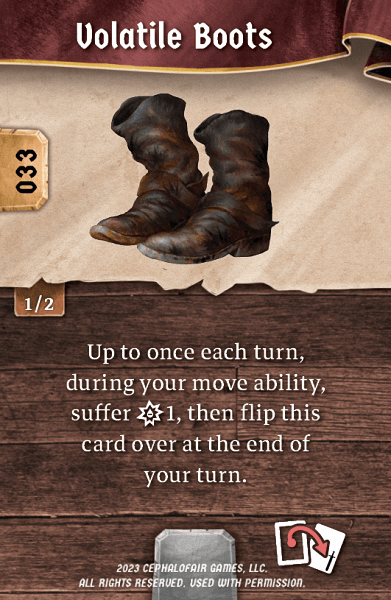 Volatile Boots
033
1/2
Up to once each turn,
during your move ability,
suffer 1, then flip this
card over at the end of
your turn.
2023 CEPHALOFAIR GAMES, LLC.
ALL RIGHTS RESERVED. USED WITH PERMISSION.